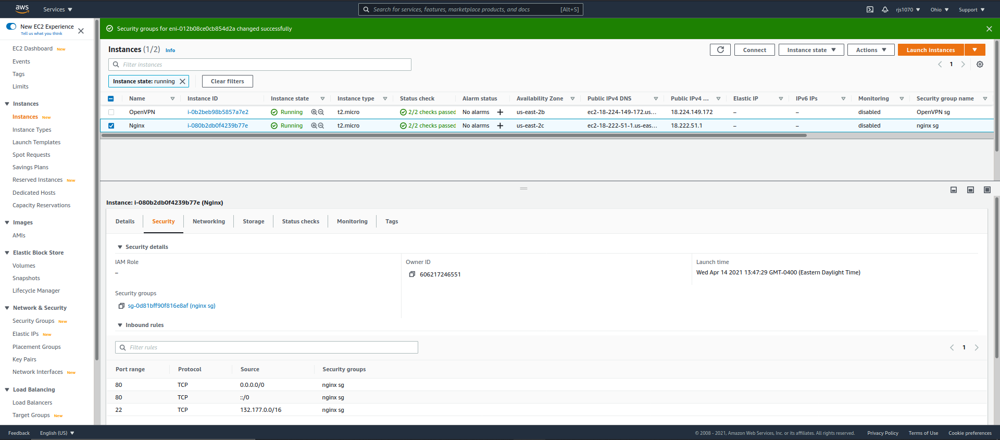 aws Services Search for services, features, marketplace products, and docs [Alt+S] rjs1070 Ohio Support
New EC2 Experience
Tell us what you think
EC2 Dashboard New
Events
Tags
Limits
Instances
Instances New
Instance Types
Launch Templates
Spot Requests
Savings Plans
Reserved Instances New
Dedicated Hosts
Capacity Reservations
Images
AMIs
Elastic Block Store
Volumes
Snapshots
Lifecycle Manager
Network & Security
Security Groups New
Elastic IPs New
Placement Groups
Key Pairs
Network Interfaces New
Load Balancing
Load Balancers
Target Groups New
Security groups for eni-012b08ce0cb854d2a changed successfully
Instances (1/2) Info Connect Instance state Actions Launch Instances
Filter instances 1
Instance state: running Clear filters
Name Instance ID Instance state Instance type Status check Alarm status Availability Zone Public IPv4 DNS Public IPv4 ... Elastic IP IPv6 IPs Monitoring Security group name
OpenVPN i-0b2beb98b5857a7e2 Running t2.micro 2/2 checks passed No alarms + us-east-2b ec2-18-224-149-172.us... 18.224.149.172 – – disabled OpenVPN sg
Nginx i-080b2db0f4239b77e Running t2.micro 2/2 checks passed No alarms + us-east-2c ec2-18-222-51-1.us-eas... 18.222.51.1 – – disabled nginx sg
Instance: i-080b2db0f4239b77e (Nginx)
Details Security Networking Storage Status checks Monitoring Tags
Security details
IAM Role Owner ID Launch time
– 606217246551 Wed Apr 14 2021 13:47:29 GMT-0400 (Eastern Daylight Time)
Security groups
sg-0d81bff90f816e8af (nginx sg)
Inbound rules
Filter rules 1
Port range Protocol Source Security groups
80 TCP 0.0.0.0/0 nginx sg
80 TCP ::/0 nginx sg
22 TCP 132.177.0.0/16 nginx sg
Feedback English (US) © 2008 - 2021, Amazon Web Services, Inc. or its affiliates. All rights reserved. Privacy Policy Terms of Use Cookie preferences